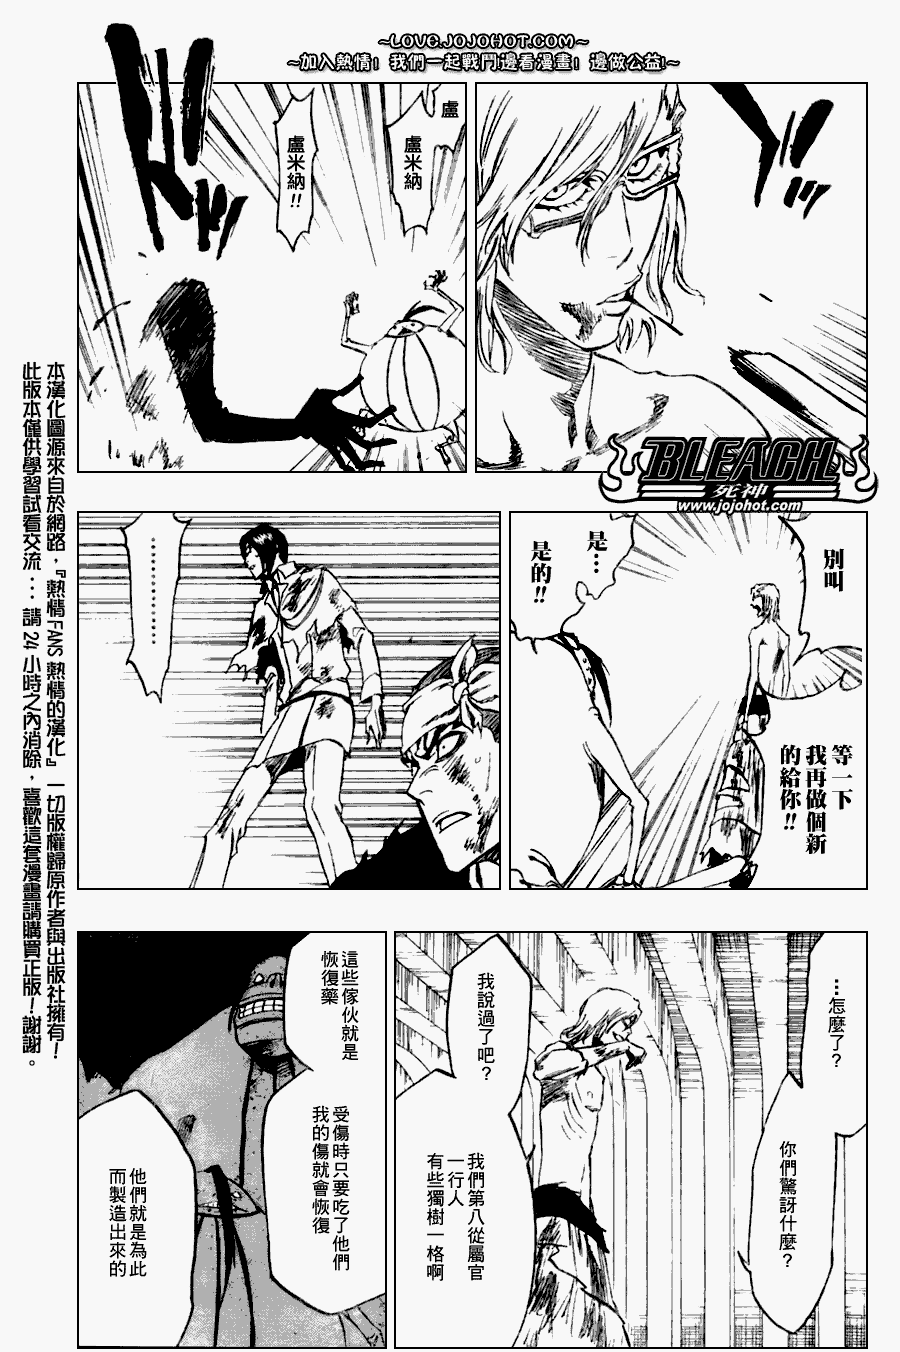 ~LOVE.JOJOHOT.COM~
~加入熱情! 我們一起戰鬥!邊看漫畫! 邊做公益!~
盧
盧米納
盧米納!!
BLEACH
死神
www.jojohot.com
別叫
等一下
我再做個新
的給你!!
是…
是的!!
…………
…怎麼了?
你們驚訝什麼?
我說過了吧?
我們第八從屬官
一行人
有些獨樹一格啊
這些傢伙就是
恢復藥
受傷時只要吃了他們
我的傷就會恢復
他們就是為此
而製造出來的
本漢化圖源來自於網路,『熱情FANS 熱情的漢化』 一切版權歸原作者與出版社擁有!
此版本僅供學習試看交流... 請24小時之內消除,喜歡這套漫畫請購買正版!謝謝。